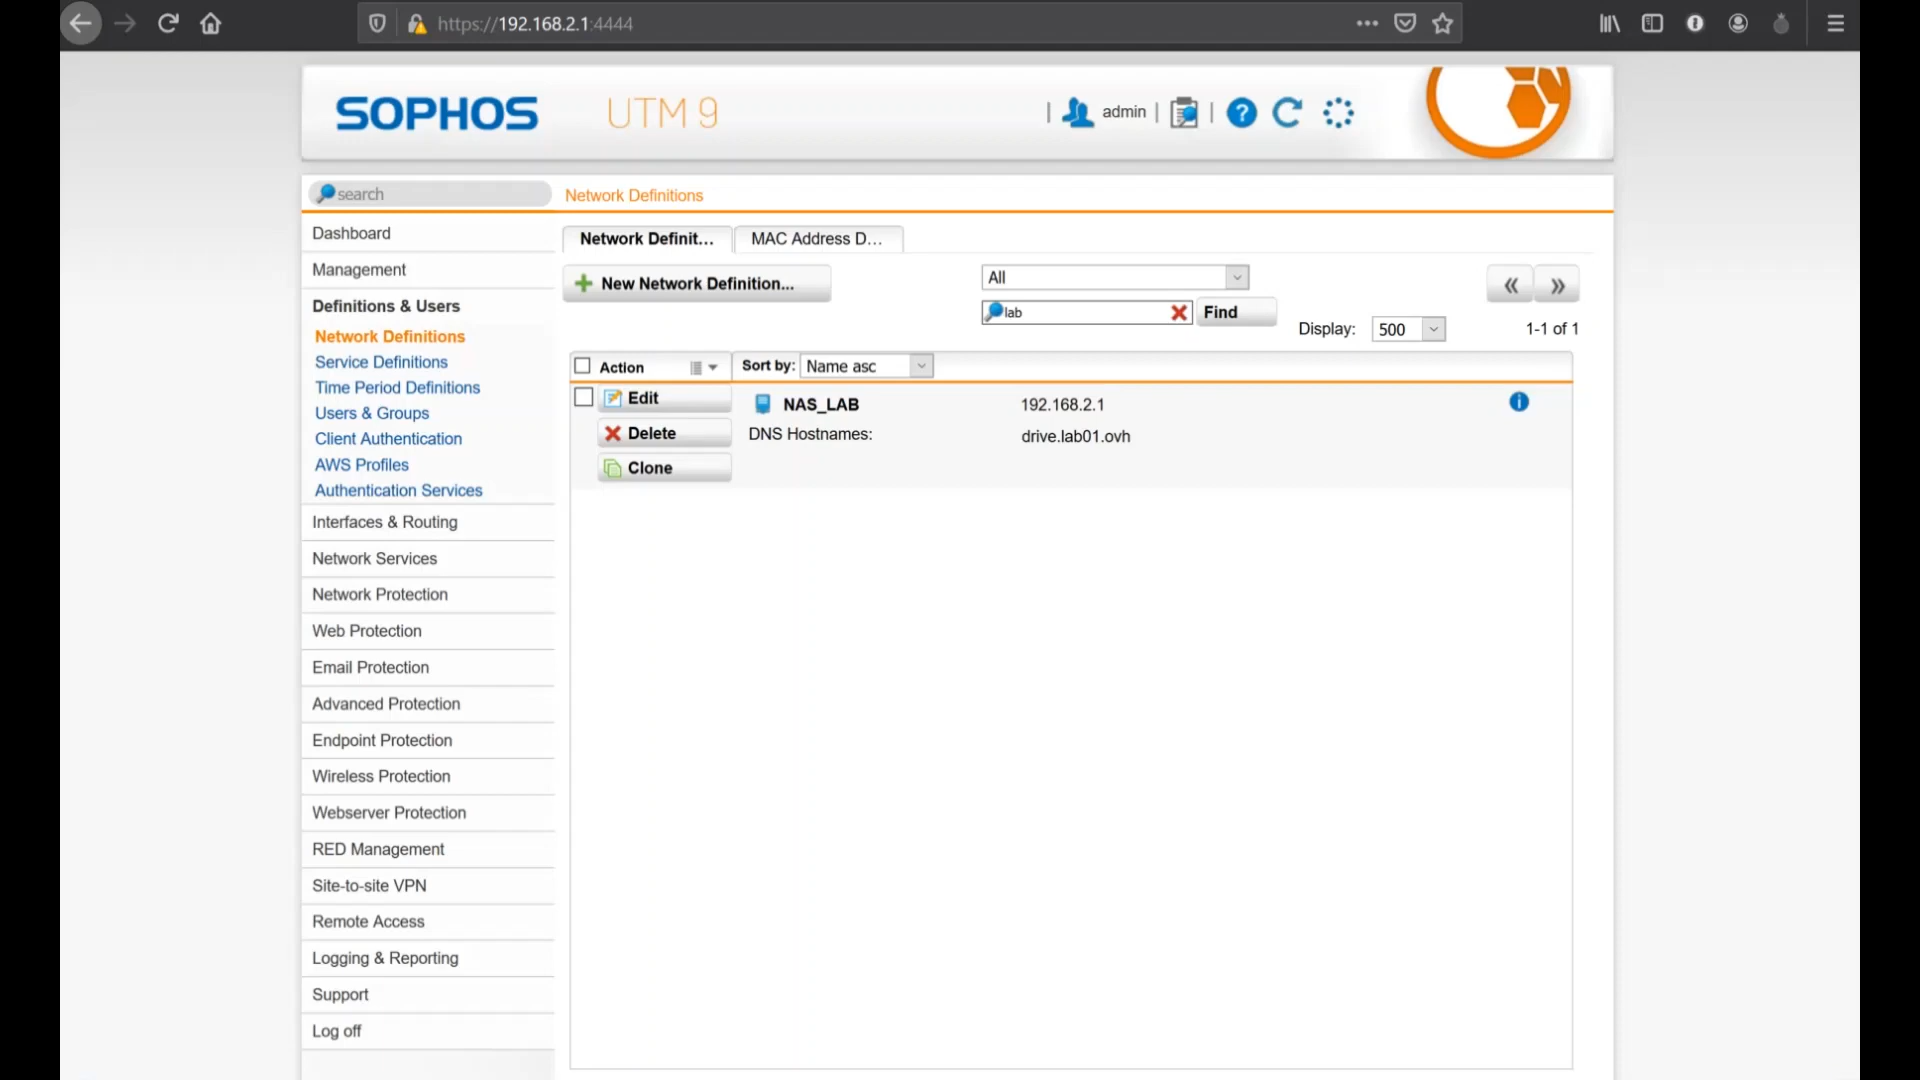 https://192.168.2.1:4444
SOPHOS UTM 9
admin
search
Network Definitions
Dashboard
Management
Definitions & Users
Network Definitions
Service Definitions
Time Period Definitions
Users & Groups
Client Authentication
AWS Profiles
Authentication Services
Interfaces & Routing
Network Services
Network Protection
Web Protection
Email Protection
Advanced Protection
Endpoint Protection
Wireless Protection
Webserver Protection
RED Management
Site-to-site VPN
Remote Access
Logging & Reporting
Support
Log off
Network Definit...
MAC Address D...
New Network Definition...
All
lab
Find
Display: 500
1-1 of 1
Action
Sort by: Name asc
Edit
NAS_LAB 192.168.2.1
Delete
DNS Hostnames: drive.lab01.ovh
Clone